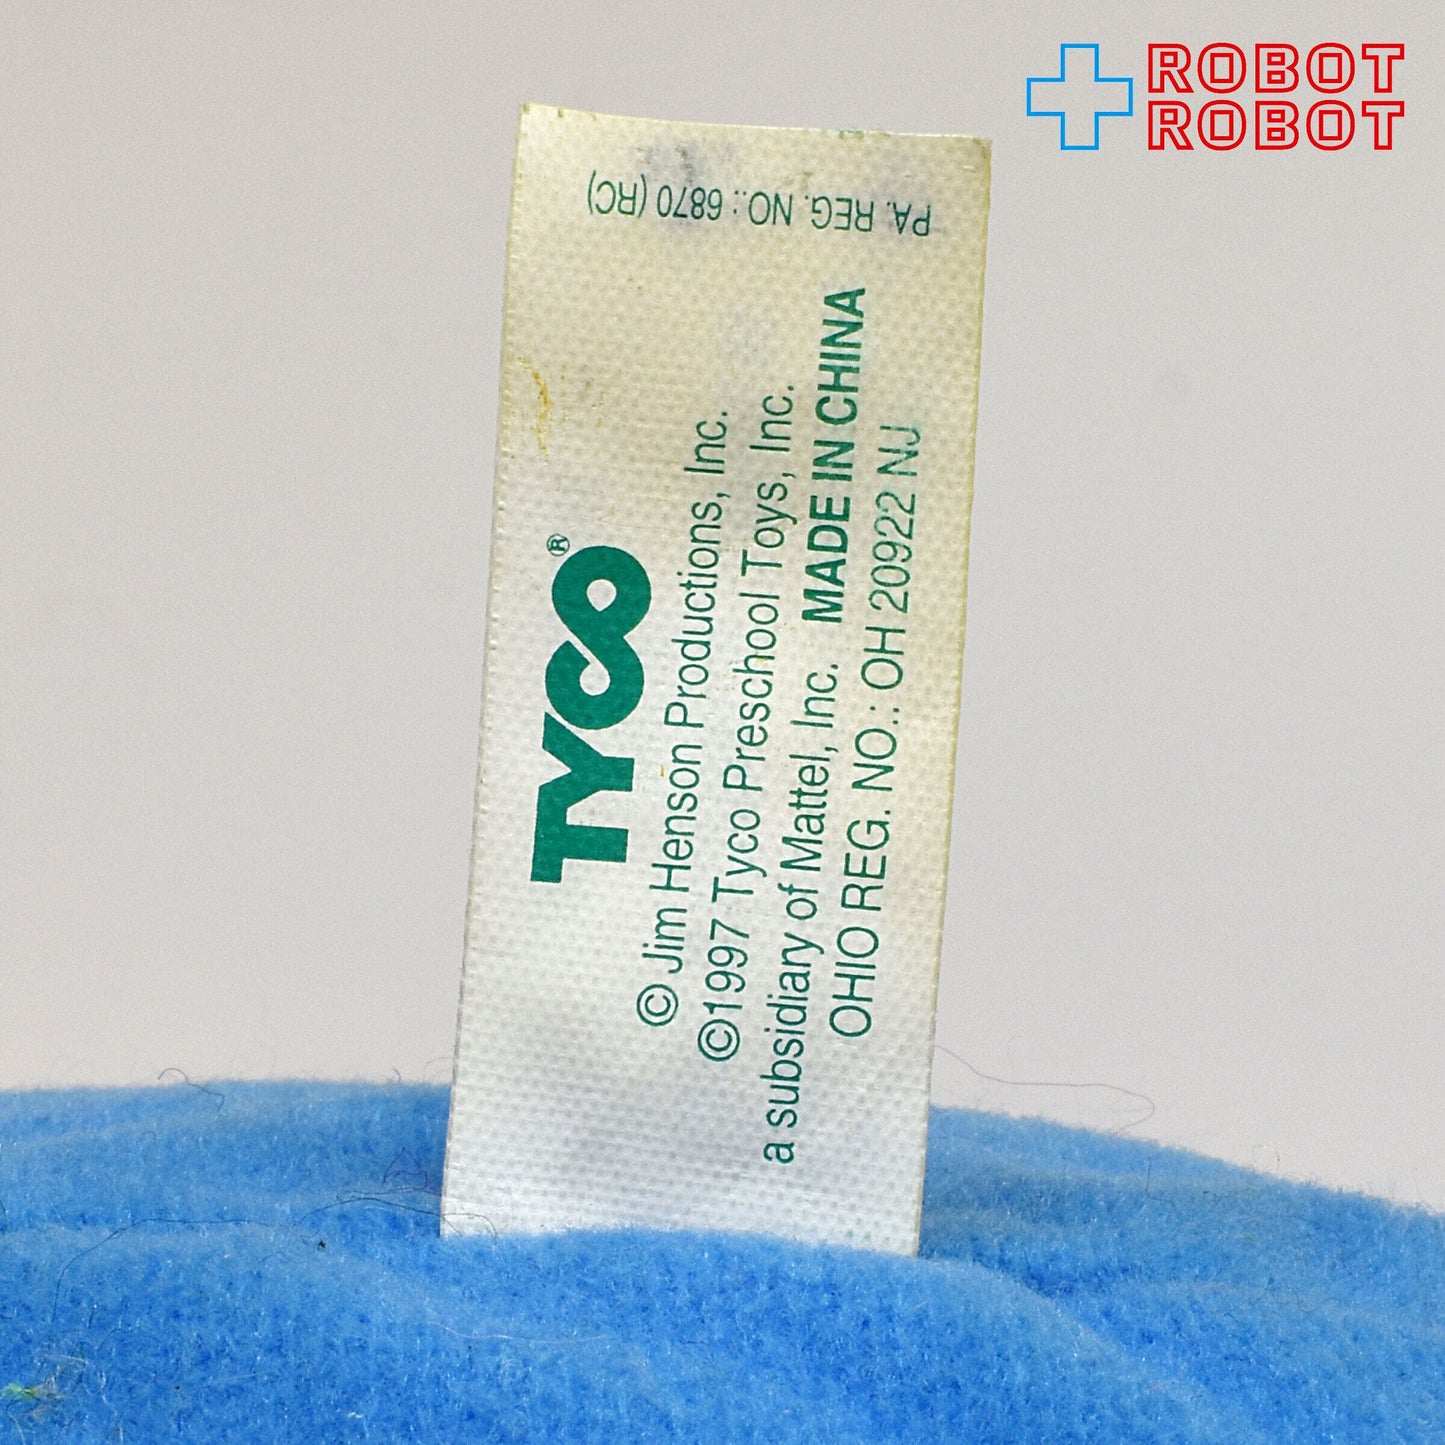 ROBOT
ROBOT
PA. REG. NO.: 6870 (RC)
TYCO®
© Jim Henson Productions, Inc.
©1997 Tyco Preschool Toys, Inc.
a subsidiary of Mattel, Inc. MADE IN CHINA
OHIO REG. NO.: OH 20922 NJ